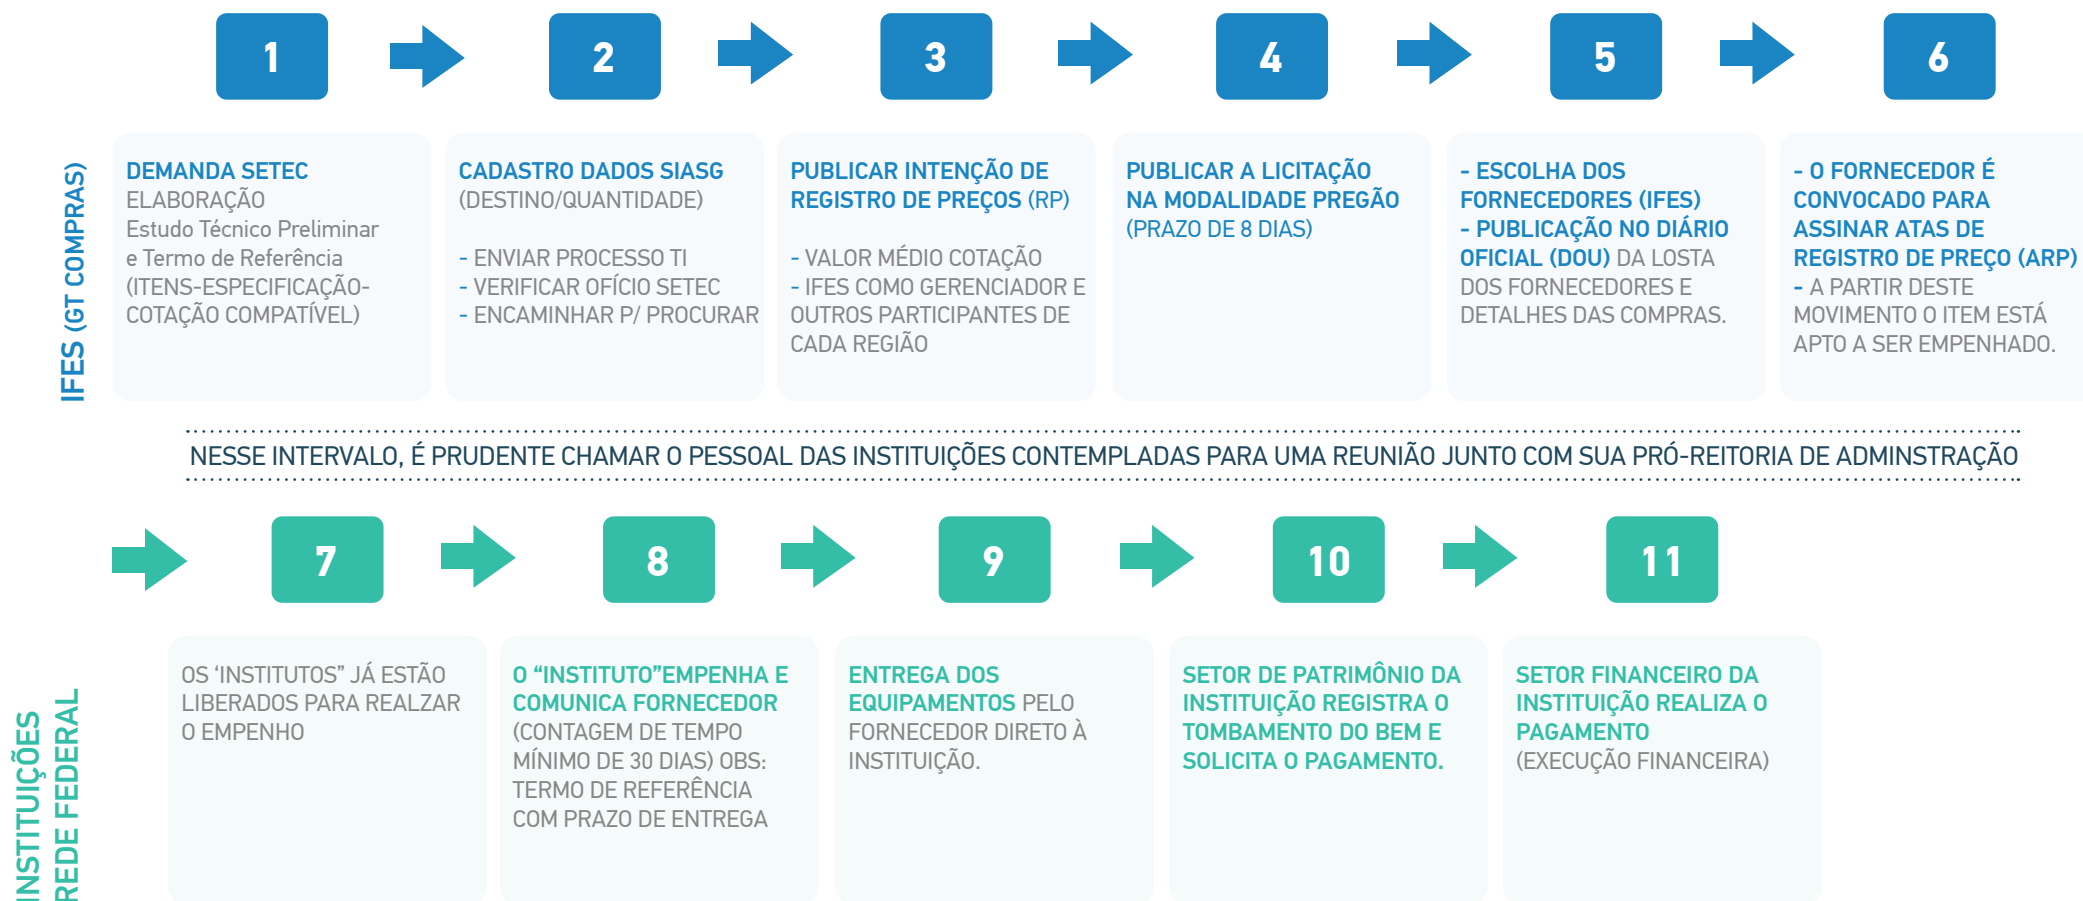 1
2
3
4
5
6
IFES (GT COMPRAS)
DEMANDA SETEC
ELABORAÇÃO
Estudo Técnico Preliminar
e Termo de Referência
(ITENS-ESPECIFICAÇÃO-
COTAÇÃO COMPATÍVEL)
CADASTRO DADOS SIASG
(DESTINO/QUANTIDADE)
- ENVIAR PROCESSO TI
- VERIFICAR OFÍCIO SETEC
- ENCAMINHAR P/ PROCURAR
PUBLICAR INTENÇÃO DE
REGISTRO DE PREÇOS (RP)
- VALOR MÉDIO COTAÇÃO
- IFES COMO GERENCIADOR E
OUTROS PARTICIPANTES DE
CADA REGIÃO
PUBLICAR A LICITAÇÃO
NA MODALIDADE PREGÃO
(PRAZO DE 8 DIAS)
- ESCOLHA DOS
FORNECEDORES (IFES)
- PUBLICAÇÃO NO DIÁRIO
OFICIAL (DOU) DA LOSTA
DOS FORNECEDORES E
DETALHES DAS COMPRAS.
- O FORNECEDOR É
CONVOCADO PARA
ASSINAR ATAS DE
REGISTRO DE PREÇO (ARP)
- A PARTIR DESTE
MOVIMENTO O ITEM ESTÁ
APTO A SER EMPENHADO.
NESSE INTERVALO, É PRUDENTE CHAMAR O PESSOAL DAS INSTITUIÇÕES CONTEMPLADAS PARA UMA REUNIÃO JUNTO COM SUA PRÓ-REITORIA DE ADMINSTRAÇÃO
7
8
9
10
11
INSTITUIÇÕES
REDE FEDERAL
OS ‘INSTITUTOS” JÁ ESTÃO
LIBERADOS PARA REALZAR
O EMPENHO
O “INSTITUTO”EMPENHA E
COMUNICA FORNECEDOR
(CONTAGEM DE TEMPO
MÍNIMO DE 30 DIAS) OBS:
TERMO DE REFERÊNCIA
COM PRAZO DE ENTREGA
ENTREGA DOS
EQUIPAMENTOS PELO
FORNECEDOR DIRETO À
INSTITUIÇÃO.
SETOR DE PATRIMÔNIO DA
INSTITUIÇÃO REGISTRA O
TOMBAMENTO DO BEM E
SOLICITA O PAGAMENTO.
SETOR FINANCEIRO DA
INSTITUIÇÃO REALIZA O
PAGAMENTO
(EXECUÇÃO FINANCEIRA)